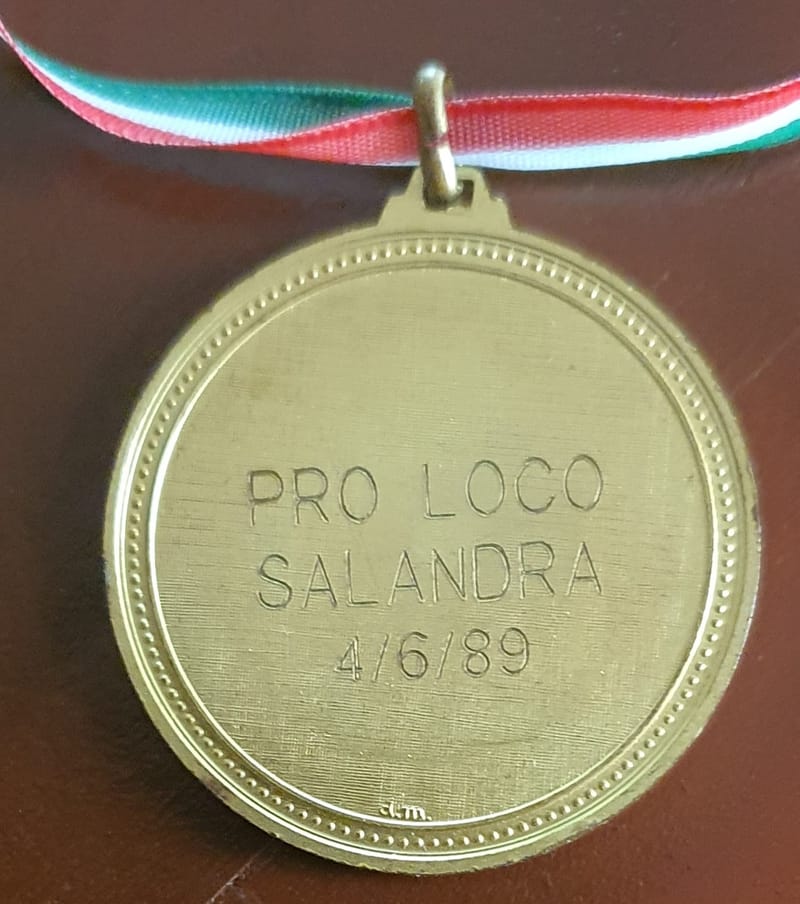 PRO LOCO
SALANDRA
4/6/89
d.m.